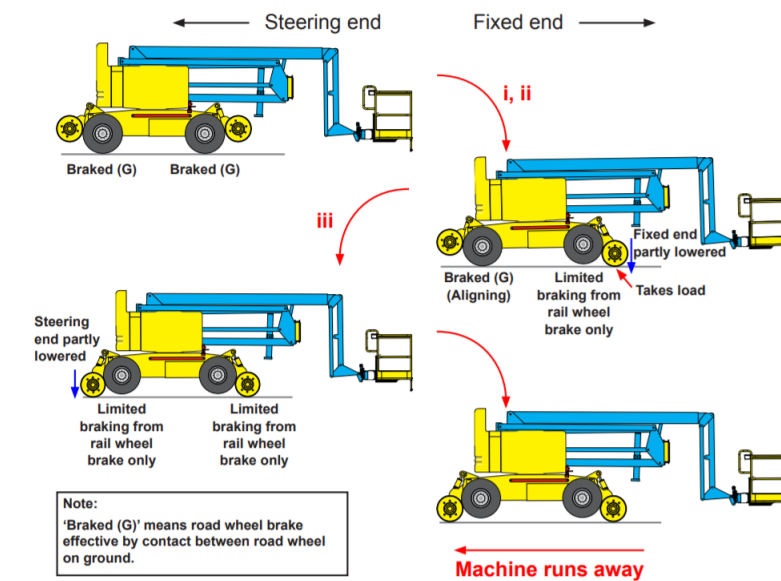 Steering end
Fixed end
Braked (G)
Braked (G)
i, ii
Fixed end
partly lowered
Takes load
Braked (G)
(Aligning)
Limited
braking from
rail wheel
brake only
iii
Steering
end partly
lowered
Limited
braking from
rail wheel
brake only
Limited
braking from
rail wheel
brake only
Machine runs away
Note:
‘Braked (G)’ means road wheel brake
effective by contact between road wheel
on ground.